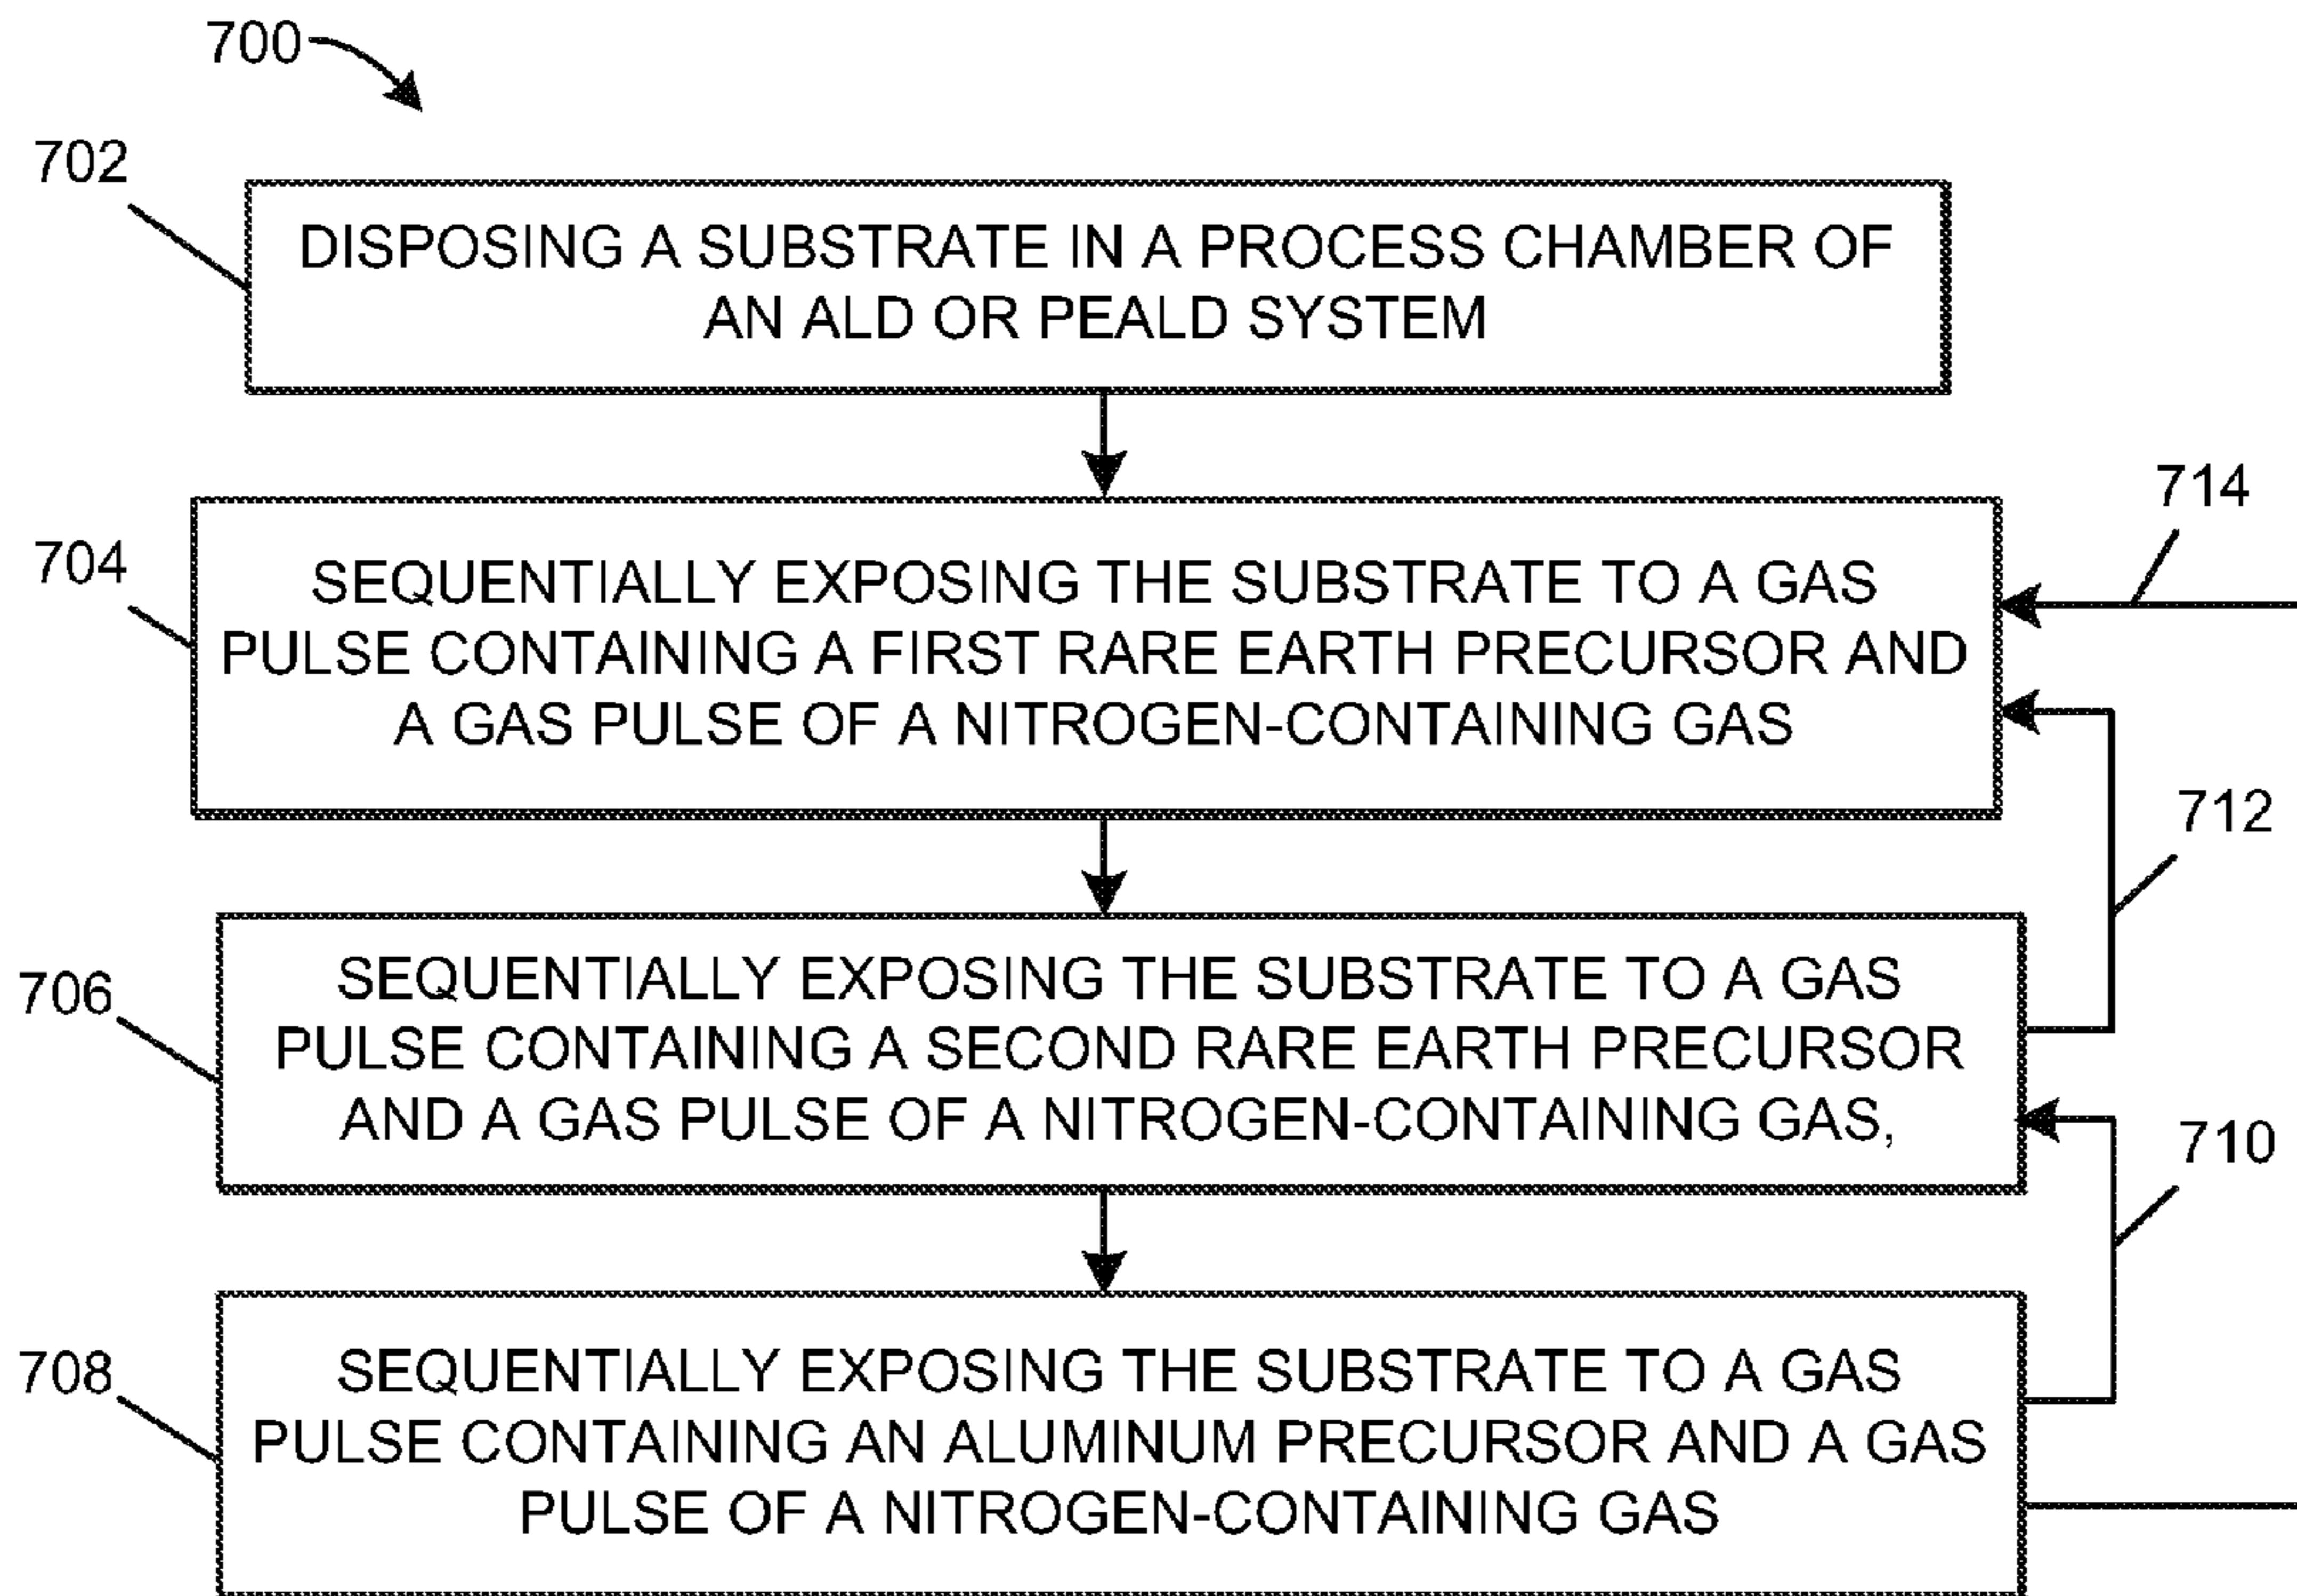 700
702
DISPOSING A SUBSTRATE IN A PROCESS CHAMBER OF
AN ALD OR PEALD SYSTEM
714
704
SEQUENTIALLY EXPOSING THE SUBSTRATE TO A GAS
PULSE CONTAINING A FIRST RARE EARTH PRECURSOR AND
A GAS PULSE OF A NITROGEN-CONTAINING GAS
712
706
SEQUENTIALLY EXPOSING THE SUBSTRATE TO A GAS
PULSE CONTAINING A SECOND RARE EARTH PRECURSOR
AND A GAS PULSE OF A NITROGEN-CONTAINING GAS,
710
708
SEQUENTIALLY EXPOSING THE SUBSTRATE TO A GAS
PULSE CONTAINING AN ALUMINUM PRECURSOR AND A GAS
PULSE OF A NITROGEN-CONTAINING GAS